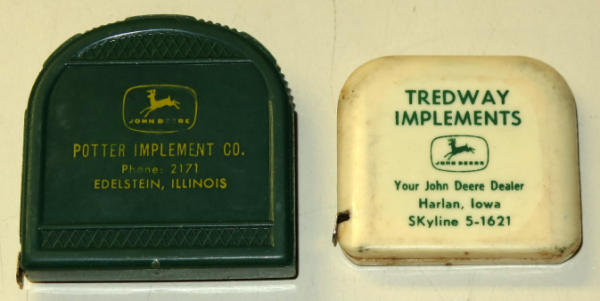 JOHN DEERE
POTTER IMPLEMENT CO.
Phone: 2171
EDELSTEIN, ILLINOIS
TREDWAY
IMPLEMENTS
JOHN DEERE
Your John Deere Dealer
Harlan, Iowa
SKyline 5-1621